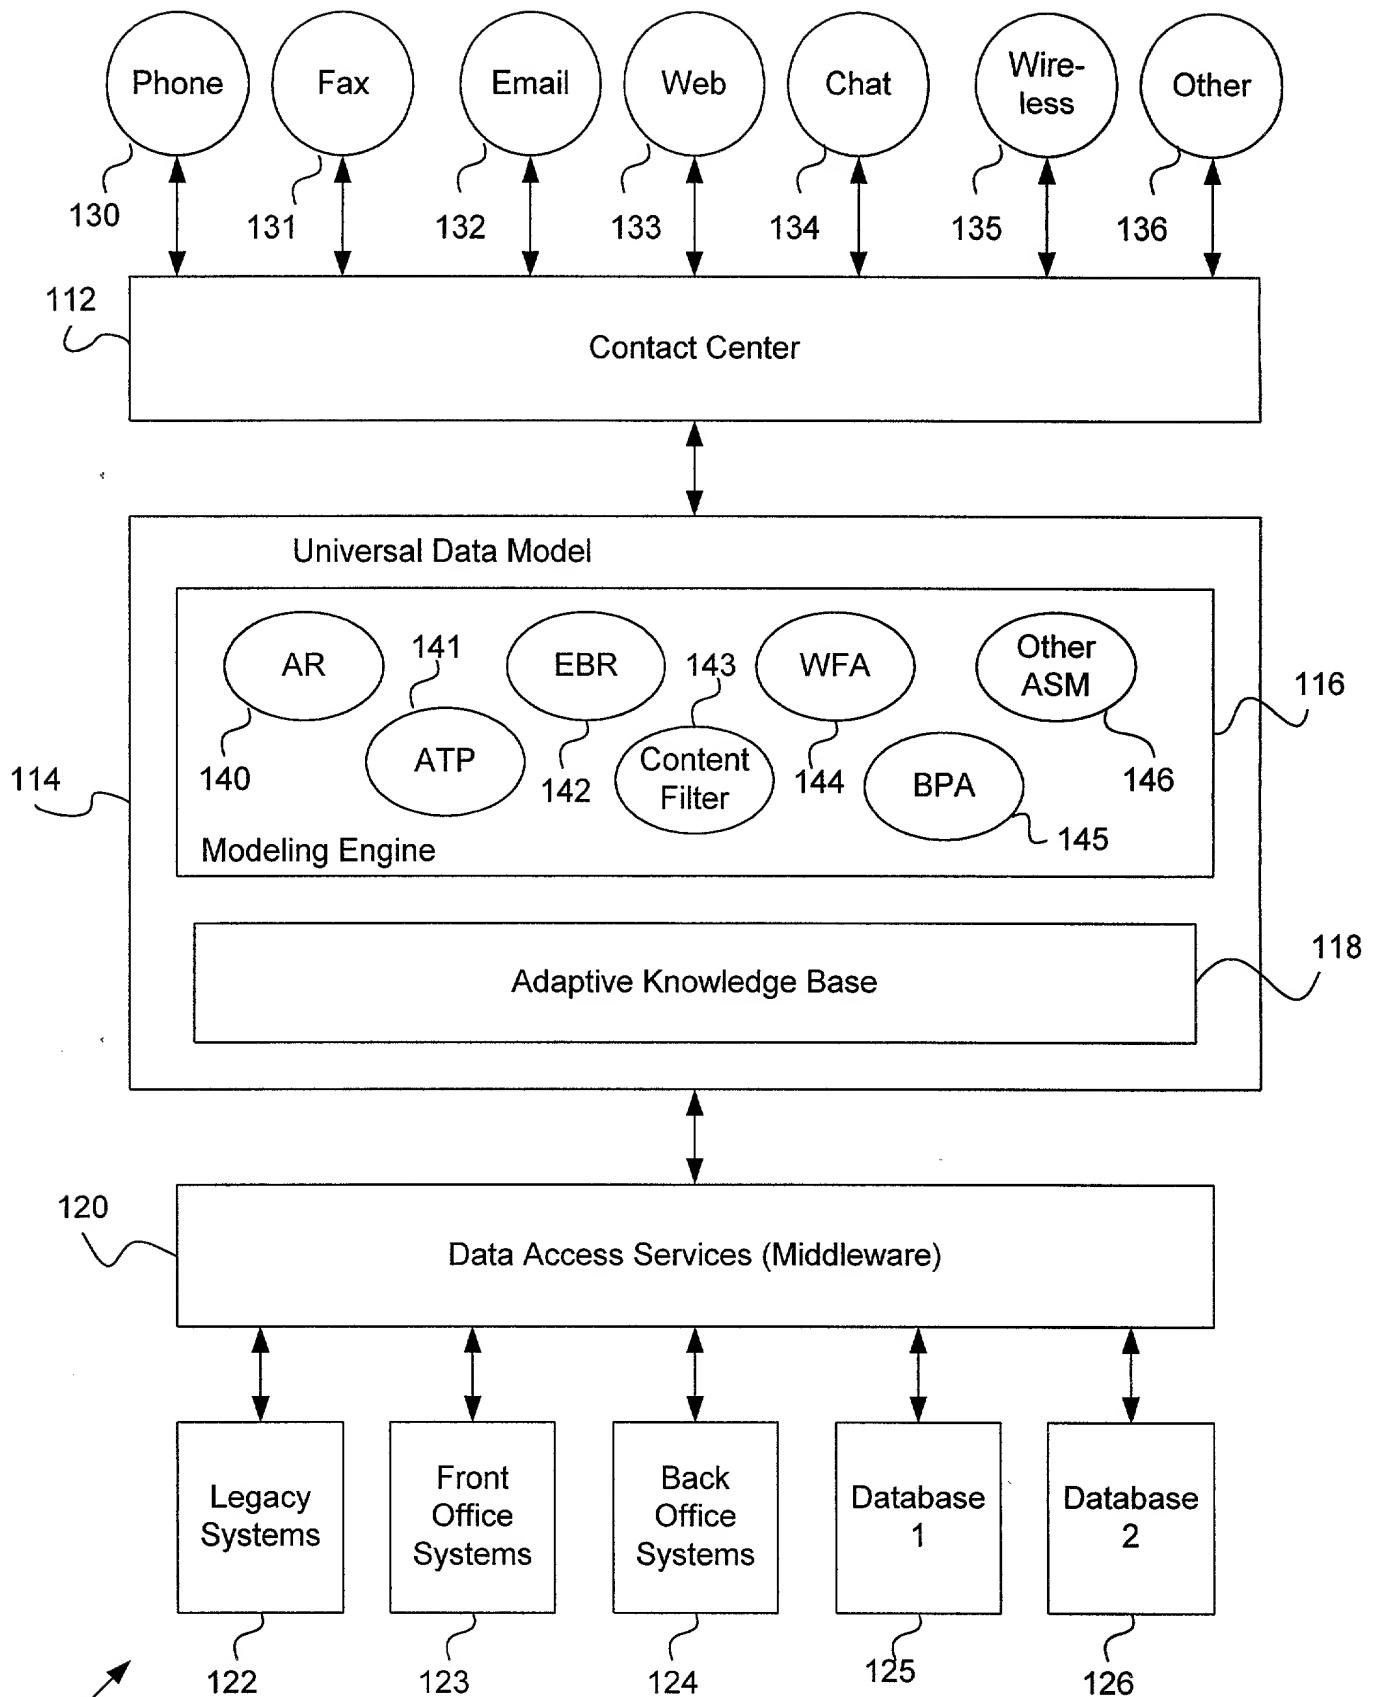 Phone
Fax
Email
Web
Chat
Wire-
less
Other
130
131
132
133
134
135
136
112
Contact Center
Universal Data Model
AR
141
EBR
143
WFA
Other
ASM
116
140
ATP
142
Content
Filter
144
BPA
146
114
145
Modeling Engine
118
Adaptive Knowledge Base
120
Data Access Services (Middleware)
Legacy
Systems
Front
Office
Systems
Back
Office
Systems
Database
1
Database
2
122
123
124
125
126